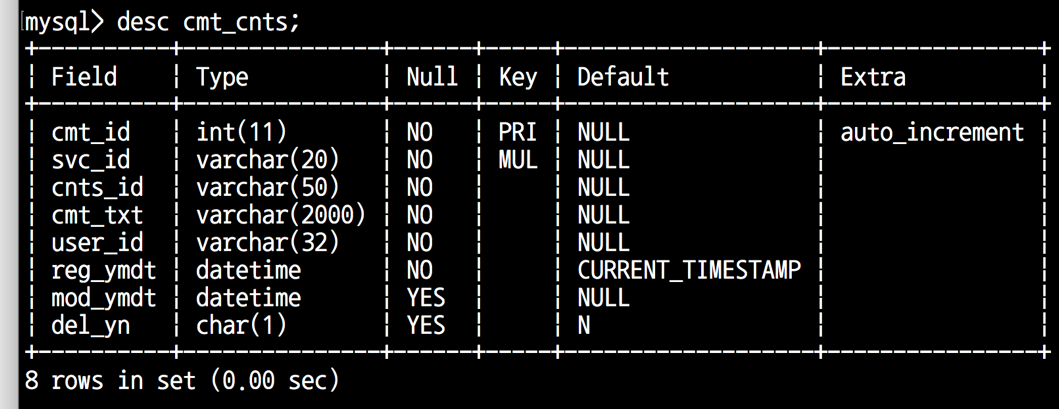 mysql> desc cmt_cnts;
+-----------+---------------+------+-----+-------------------+----------------+
| Field     | Type          | Null | Key | Default           | Extra          |
+-----------+---------------+------+-----+-------------------+----------------+
| cmt_id    | int(11)       | NO   | PRI | NULL              | auto_increment |
| svc_id    | varchar(20)   | NO   | MUL | NULL              |                |
| cnts_id   | varchar(50)   | NO   |     | NULL              |                |
| cmt_txt   | varchar(2000) | NO   |     | NULL              |                |
| user_id   | varchar(32)   | NO   |     | NULL              |                |
| reg_ymdt  | datetime      | NO   |     | CURRENT_TIMESTAMP |                |
| mod_ymdt  | datetime      | YES  |     | NULL              |                |
| del_yn    | char(1)       | YES  |     | N                 |                |
+-----------+---------------+------+-----+-------------------+----------------+
8 rows in set (0.00 sec)